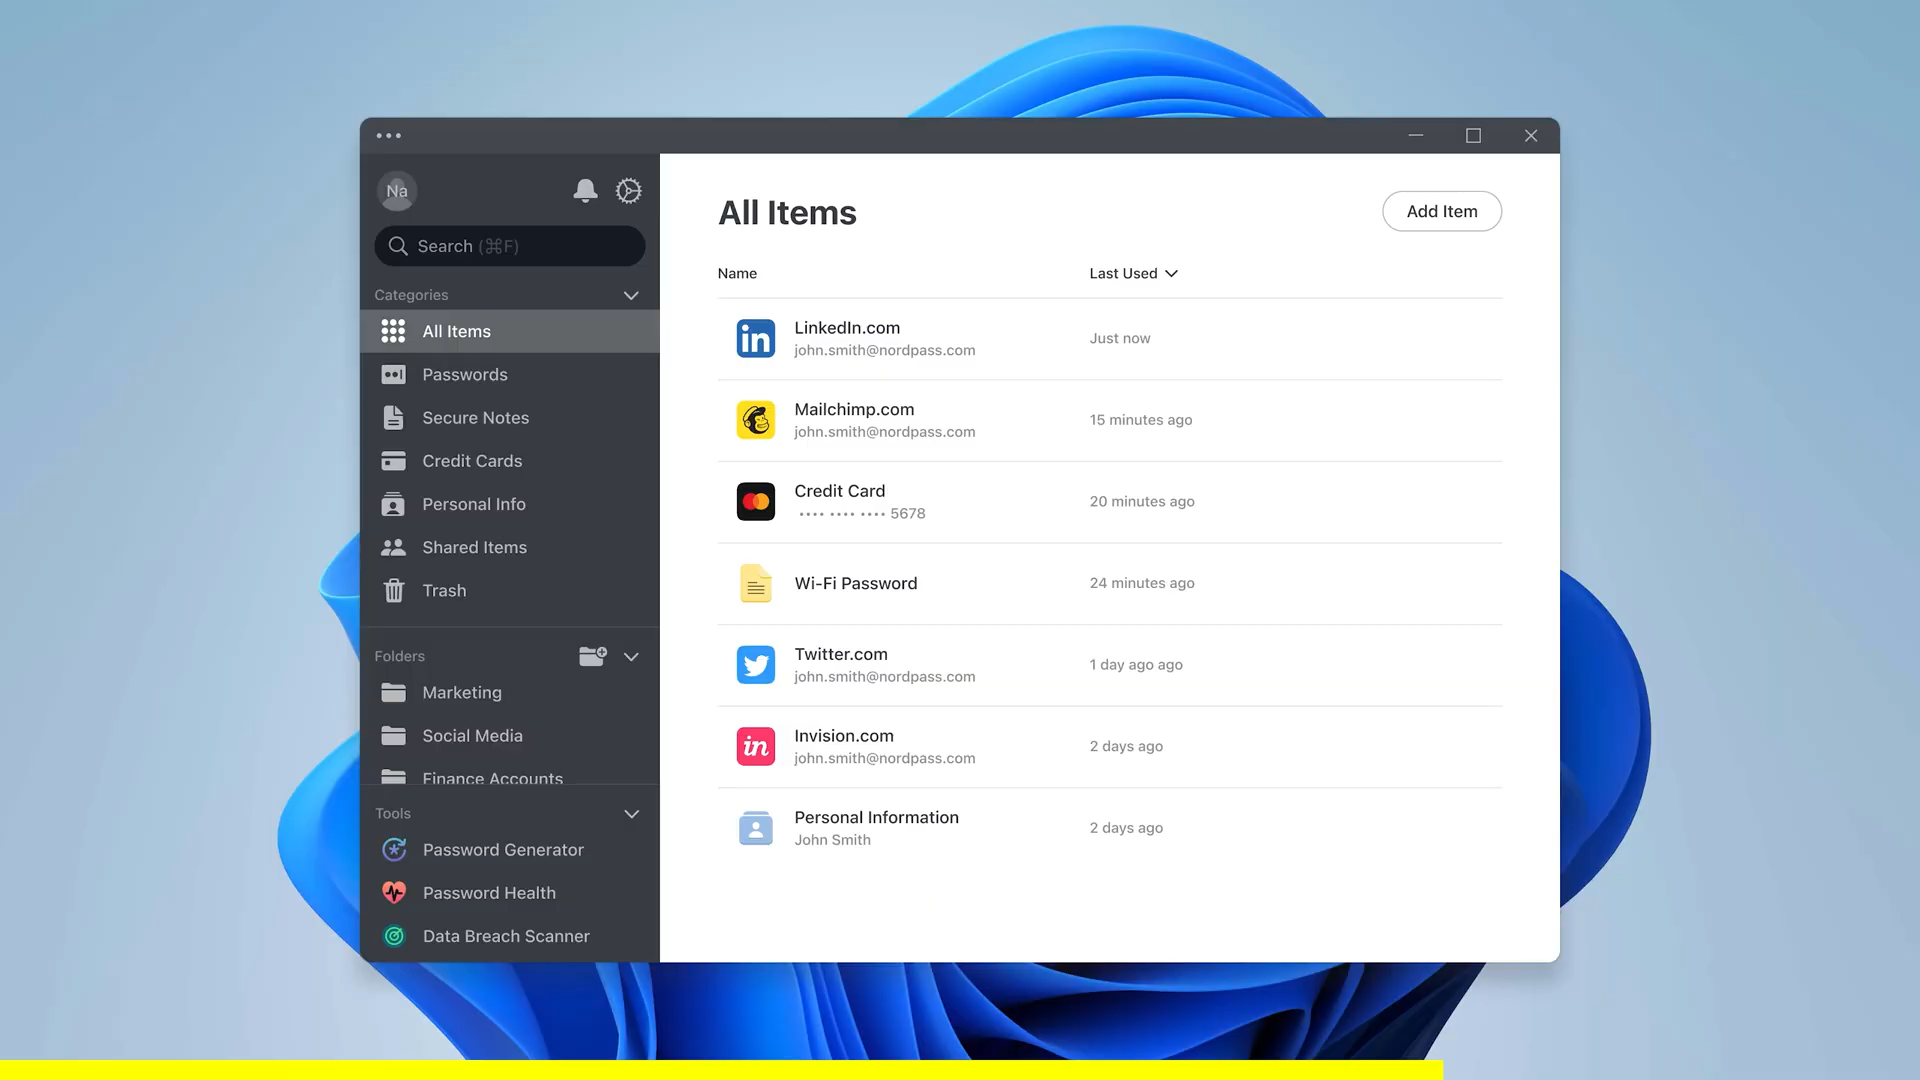 Na
Search (⌘F)
Categories
All Items
Passwords
Secure Notes
Credit Cards
Personal Info
Shared Items
Trash
Folders
Marketing
Social Media
Finance Accounts
Tools
Password Generator
Password Health
Data Breach Scanner
All Items
Add Item
Name
Last Used
in
LinkedIn.com
john.smith@nordpass.com
Just now
Mailchimp.com
john.smith@nordpass.com
15 minutes ago
Credit Card
•••• •••• •••• 5678
20 minutes ago
Wi-Fi Password
24 minutes ago
Twitter.com
john.smith@nordpass.com
1 day ago ago
in
Invision.com
john.smith@nordpass.com
2 days ago
Personal Information
John Smith
2 days ago